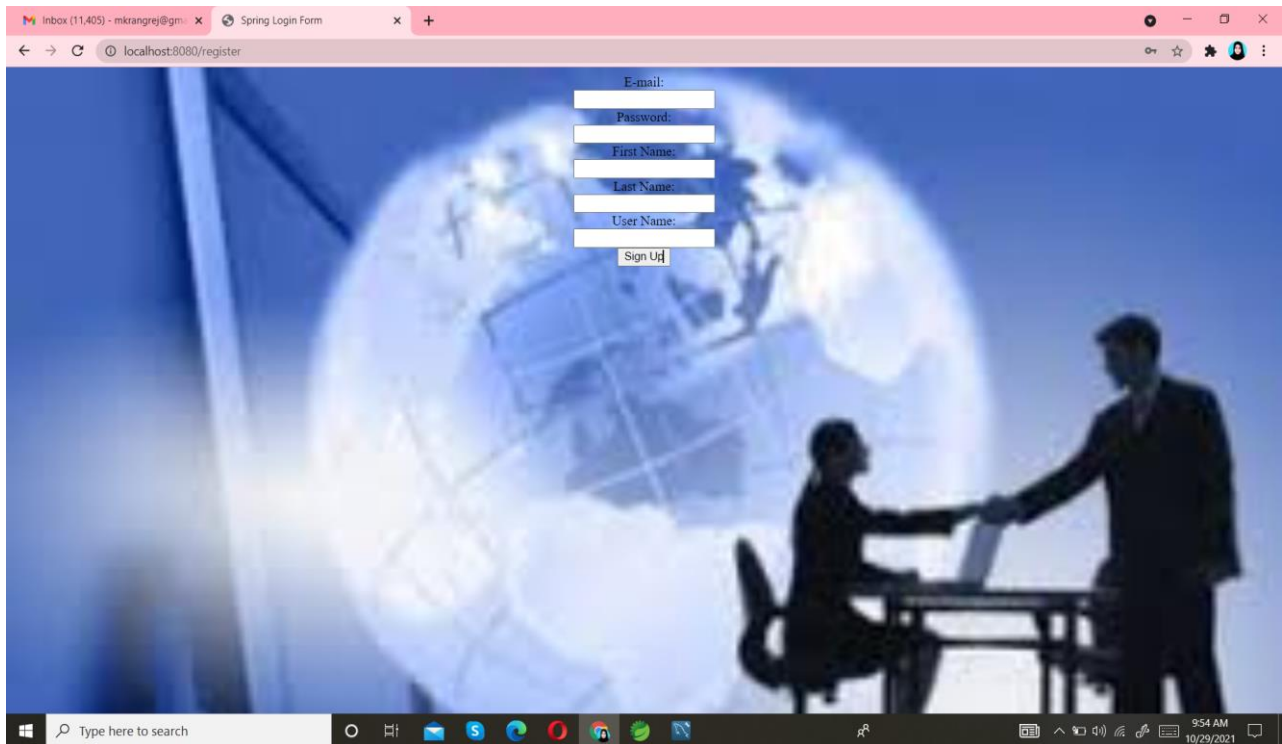 Inbox (11,405) - mkrangrej@gma
Spring Login Form
localhost:8080/register
E-mail:
Password:
First Name:
Last Name:
User Name:
Sign Up
Type here to search
9:54 AM
10/29/2021